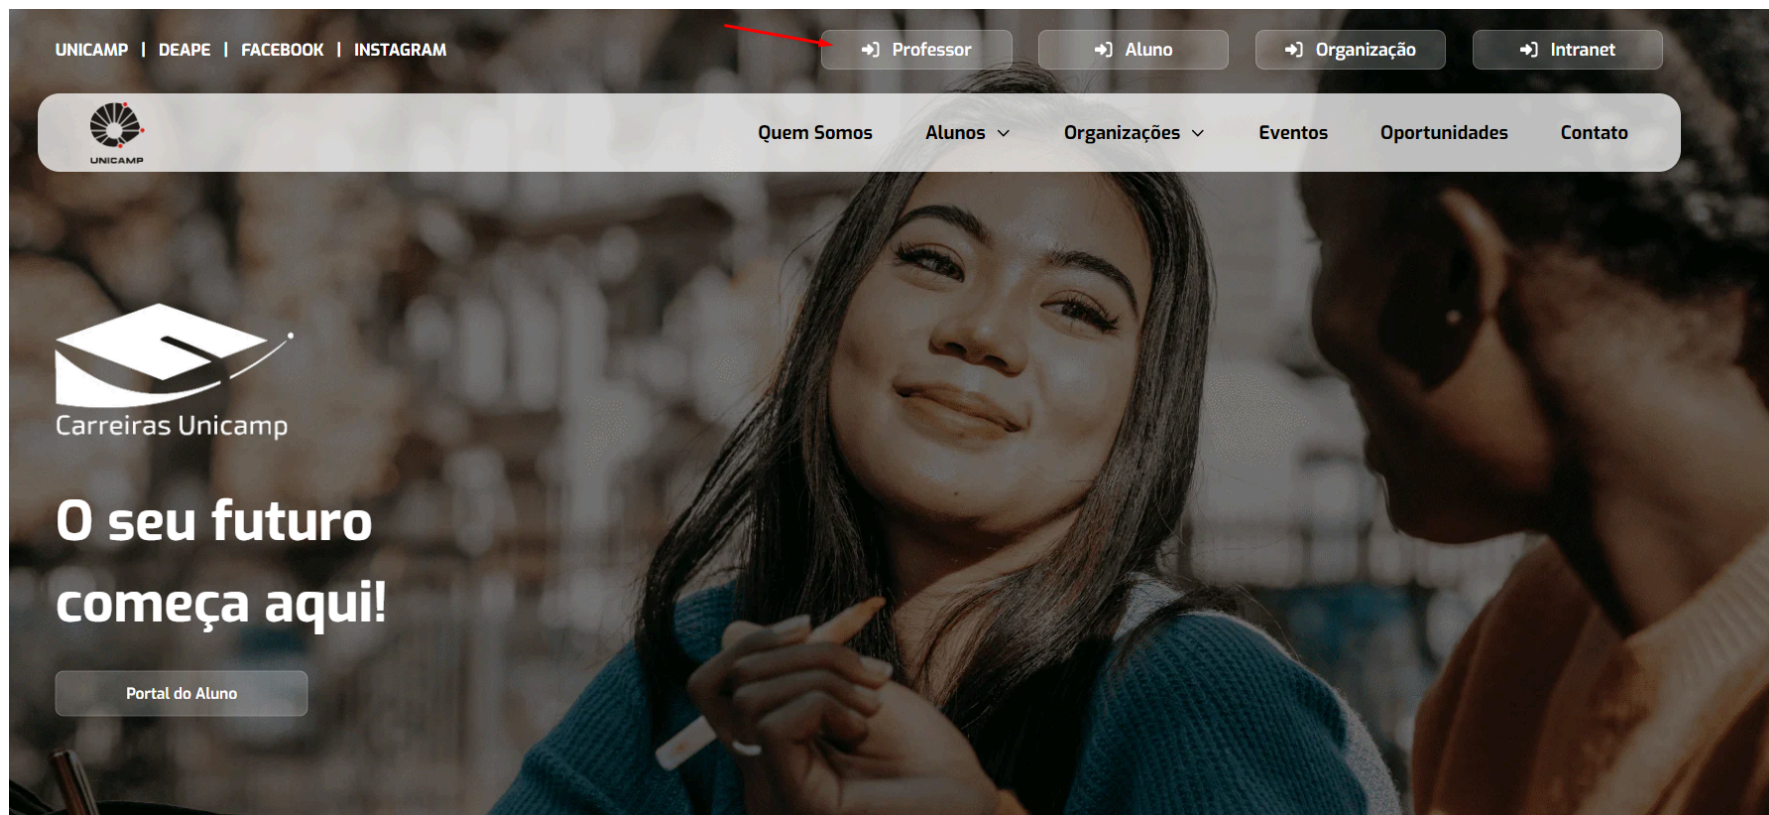 UNICAMP | DEAPE | FACEBOOK | INSTAGRAM
Professor
Aluno
Organização
Intranet
UNICAMP
Quem Somos
Alunos
Organizações
Eventos
Oportunidades
Contato
Carreiras Unicamp
O seu futuro
começa aqui!
Portal do Aluno